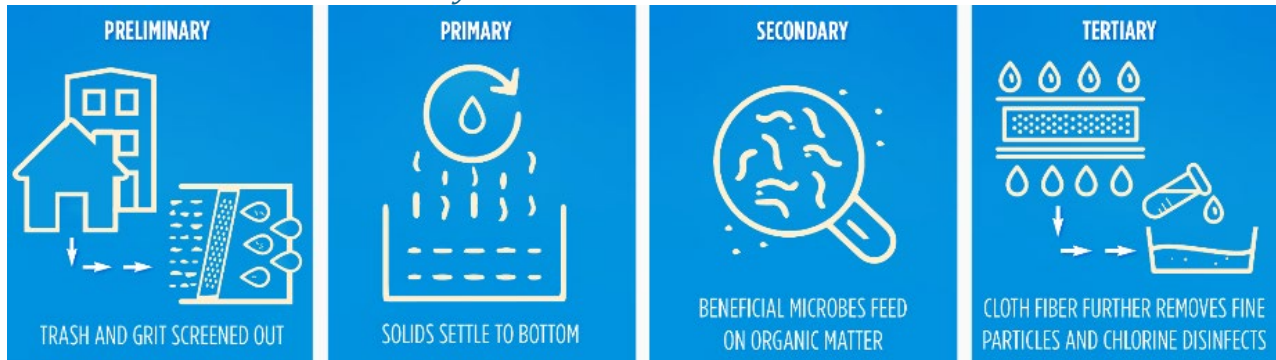 PRELIMINARY
TRASH AND GRIT SCREENED OUT
PRIMARY
SOLIDS SETTLE TO BOTTOM
SECONDARY
BENEFICIAL MICROBES FEED
ON ORGANIC MATTER
TERTIARY
CLOTH FIBER FURTHER REMOVES FINE
PARTICLES AND CHLORINE DISINFECTS